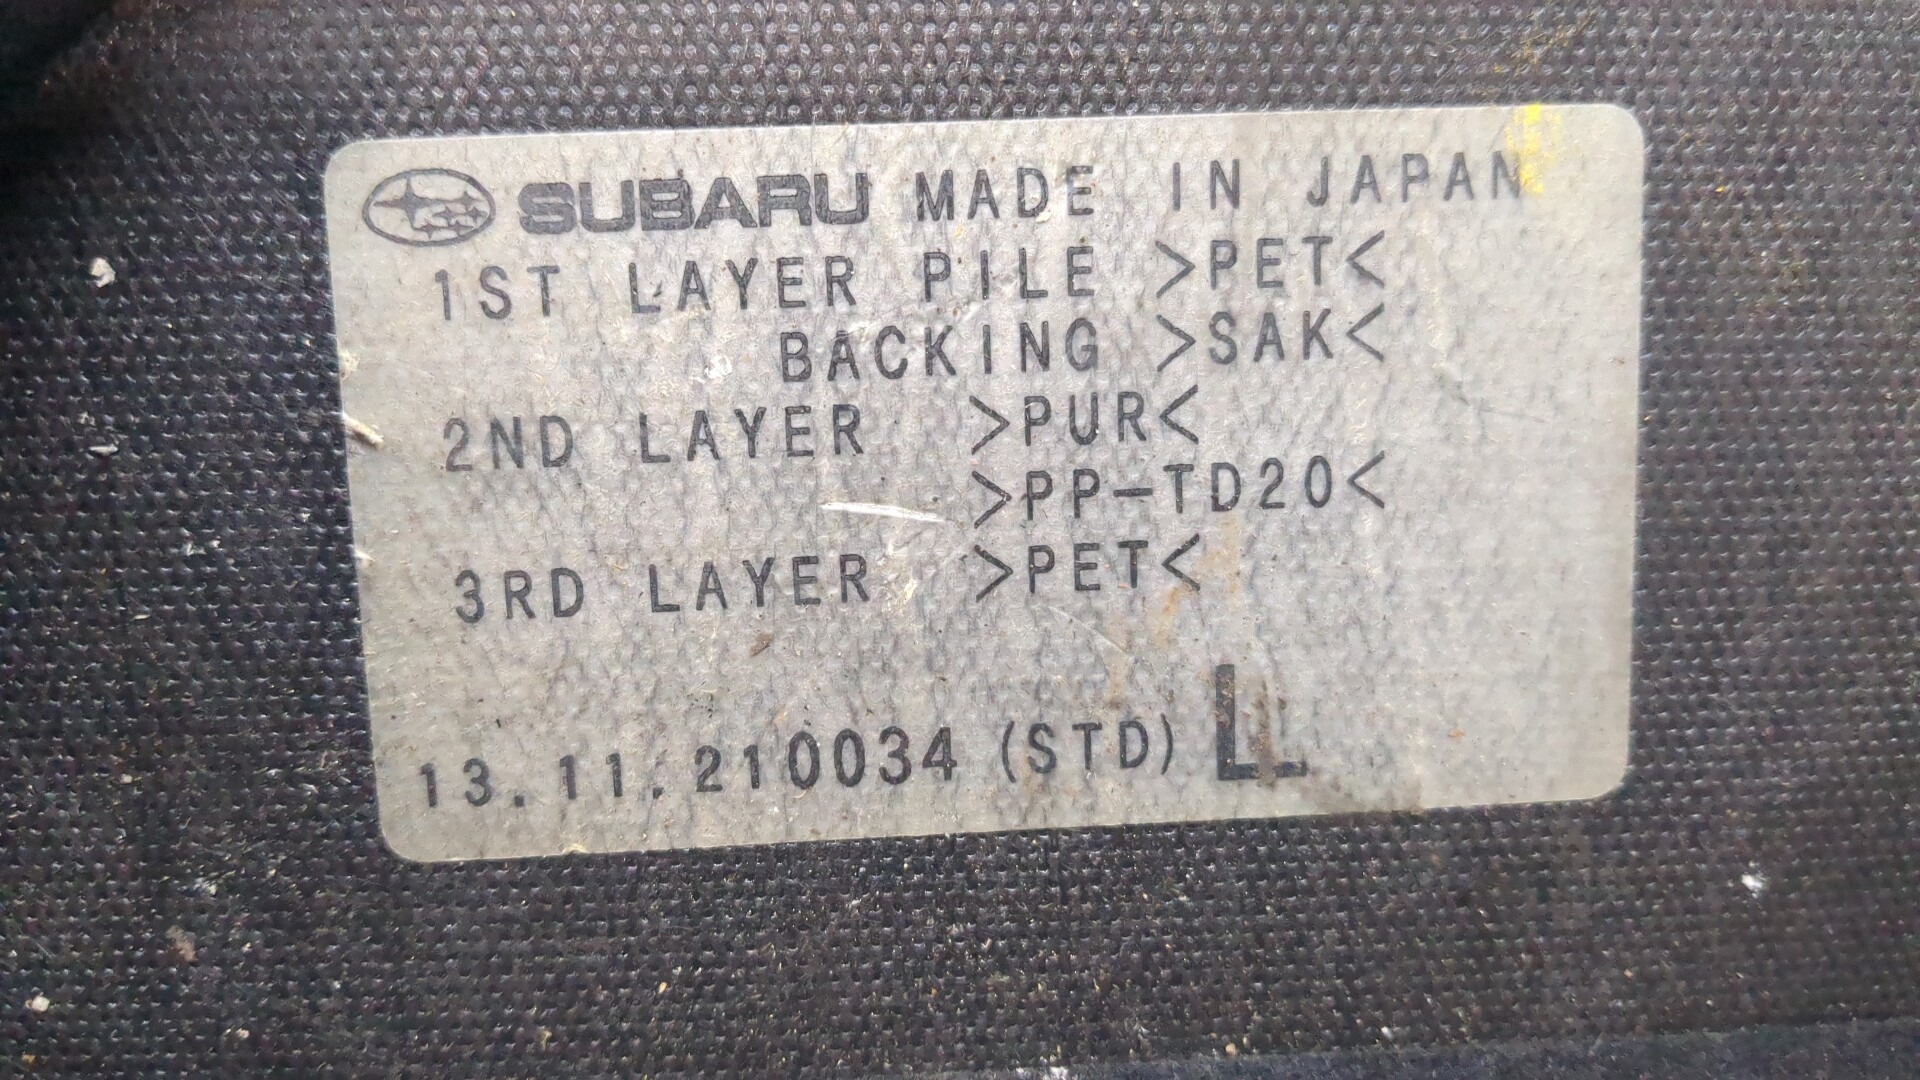 SUBARU MADE IN JAPAN
1ST LAYER PILE >PET<
BACKING >SAK<
2ND LAYER >PUR<
>PP-TD20<
3RD LAYER >PET<
13.11.210034 (STD) L